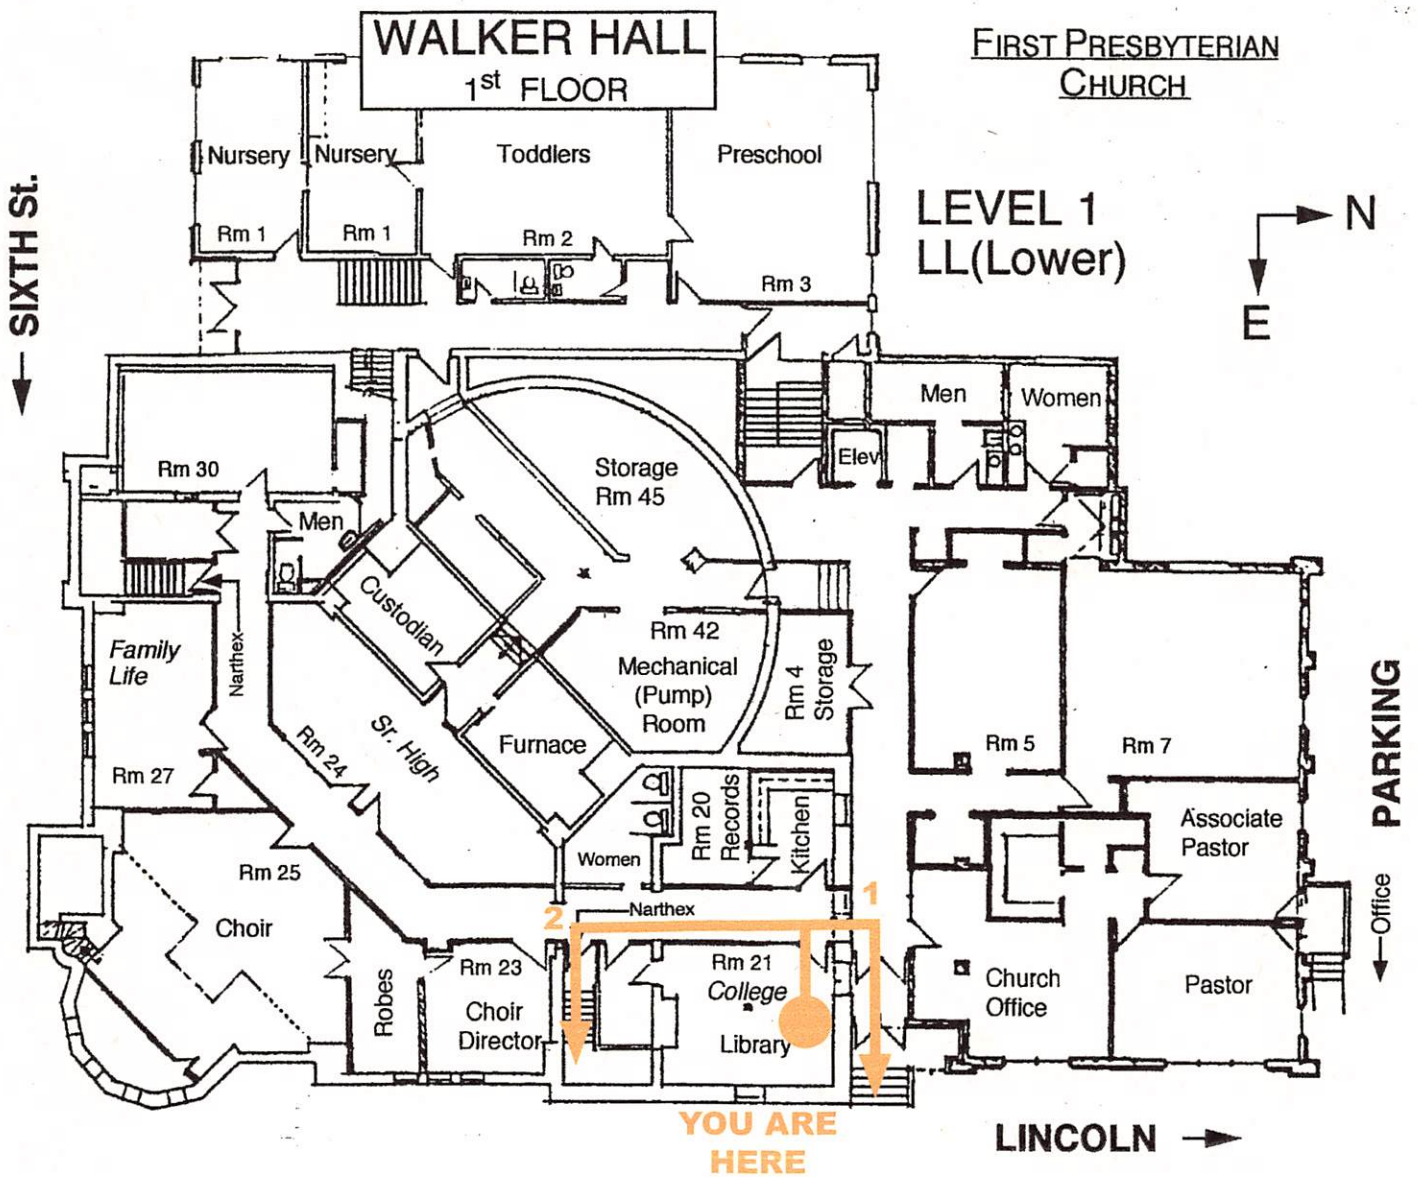 WALKER HALL
1st FLOOR
FIRST PRESBYTERIAN
CHURCH
Nursery
Nursery
Toddlers
Preschool
LEVEL 1
LL(Lower)
N
E
Rm 1
Rm 1
Rm 2
Rm 3
← SIXTH St.
Men
Women
Elev
Rm 30
Storage
Rm 45
Men
Custodian
Family
Life
Narthex
Rm 42
Mechanical
(Pump)
Room
Rm 4
Storage
Rm 24
Sr. High
Furnace
Rm 5
Rm 7
Rm 27
PARKING
Rm 20
Records
Kitchen
Associate
Pastor
Women
Rm 25
Choir
2
Narthex
1
←Office
Robes
Rm 23
Choir
Director
Rm 21
College
Library
Church
Office
Pastor
YOU ARE
HERE
LINCOLN →